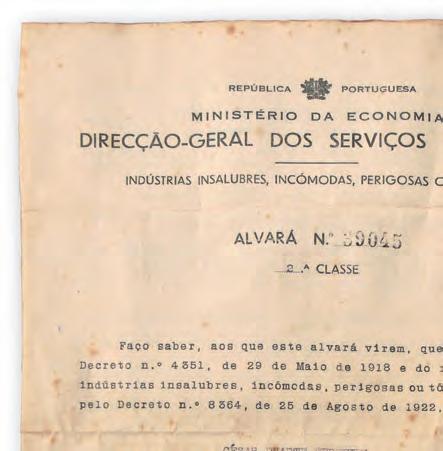 REPÚBLICA PORTUGUESA
MINISTÉRIO DA ECONOMIA
DIRECÇÃO-GERAL DOS SERVIÇOS
INDÚSTRIAS INSALUBRES, INCÓMODAS, PERIGOSAS
ALVARÁ N.º 39045
2.ª CLASSE
Faço saber, aos que este alvará virem, que
Decreto n.º 4351, de 29 de Maio de 1918 e do
indústrias insalubres, incómodas, perigosas ou
pelo Decreto n.º 8364, de 25 de Agosto de 1922,
CÉSAR